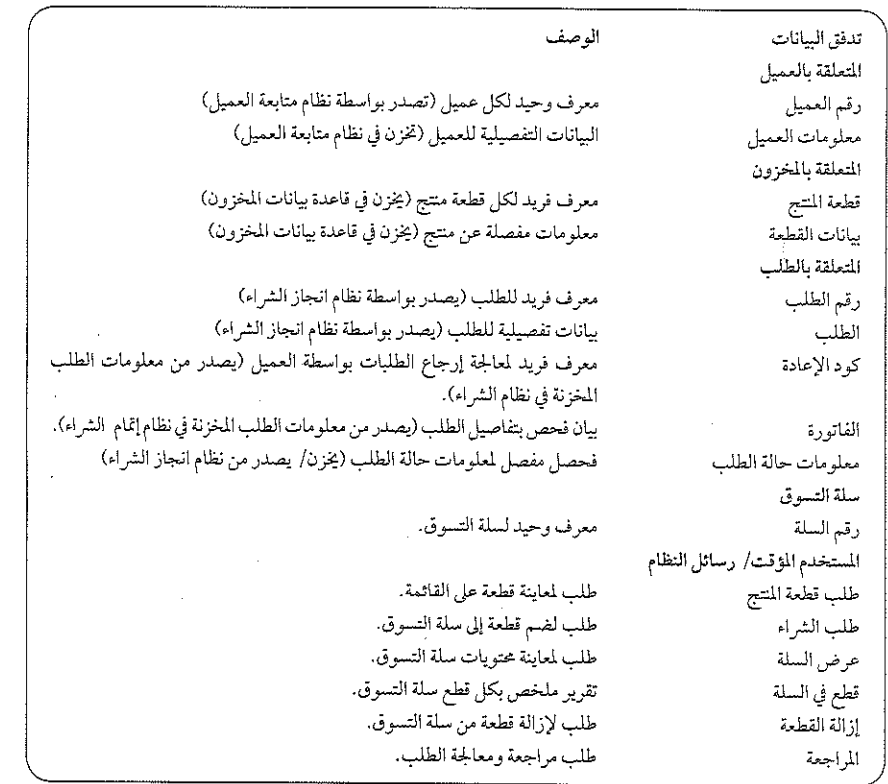 تدفق البيانات الوصف
المتعلقة بالعميل
رقم العميل معرف وحيد لكل عميل (تصدر بواسطة نظام متابعة العميل)
معلومات العميل البيانات التفصيلية للعميل (تخزن في نظام متابعة العميل)
المتعلقة بالمخزون
قطعة المنتج معرف فريد لكل قطعة منتج (يخزن في قاعدة بيانات المخزون)
بيانات القطعة معلومات مفصلة عن منتج (يخزن في قاعدة بيانات المخزون)
المتعلقة بالطلب
رقم الطلب معرف فريد للطلب (يصدر بواسطة نظام انجاز الشراء)
الطلب بيانات تفصيلية للطلب (يصدر بواسطة نظام انجاز الشراء)
كود الإعادة معرف فريد لمعالجة إرجاع الطلبات بواسطة العميل (يصدر من معلومات الطلب
المخزنة في نظام الشراء).
الفاتورة بيان فحص بتفاصيل الطلب (يصدر من معلومات الطلب المخزنة في نظام إتمام الشراء).
معلومات حالة الطلب فحصل مفصل لمعلومات حالة الطلب (يخزن/ يصدر من نظام انجاز الشراء)
سلة التسوق
رقم السلة معرف وحيد لسلة التسوق.
المستخدم المؤقت/ رسائل النظام
طلب قطعة المنتج طلب لمعاينة قطعة على القائمة.
طلب الشراء طلب لضم قطعة إلى سلة التسوق.
عرض السلة طلب لمعاينة محتويات سلة التسوق.
قطع في السلة تقرير ملخص بكل قطع سلة التسوق.
إزالة القطعة طلب لإزالة قطعة من سلة التسوق.
المراجعة طلب مراجعة ومعالجة الطلب.